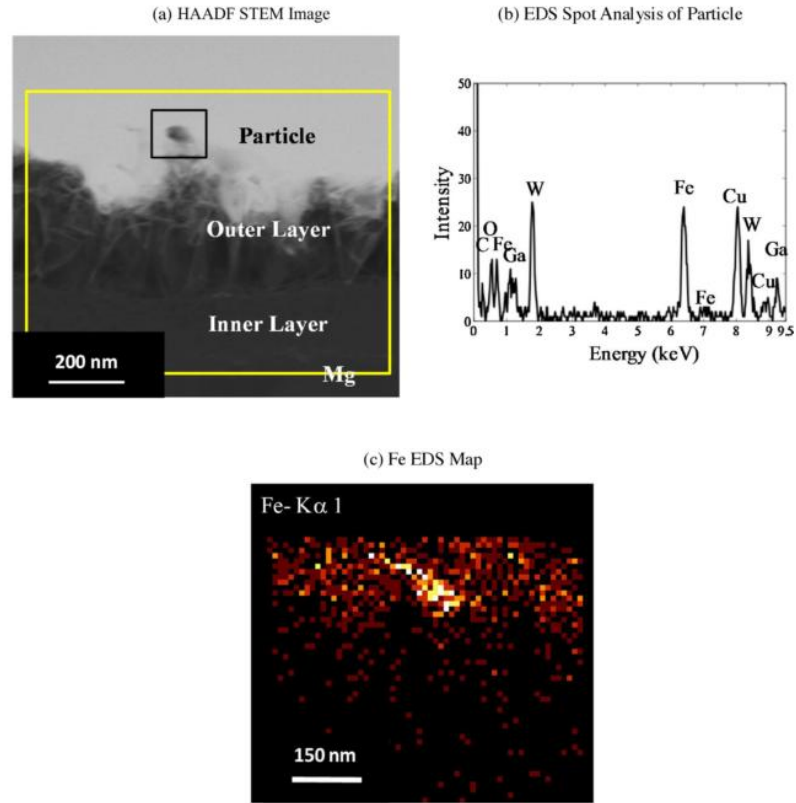 (a) HAADF STEM Image
Particle
Outer Layer
Inner Layer
200 nm
Mg
(b) EDS Spot Analysis of Particle
50
40
30
20
10
0
Intensity
C
O
Fe
Ga
W
Fe
Fe
Cu
W
Cu
Ga
0 1 2 3 4 5 6 7 8 9 9.5
Energy (keV)
(c) Fe EDS Map
Fe- Kα 1
150 nm